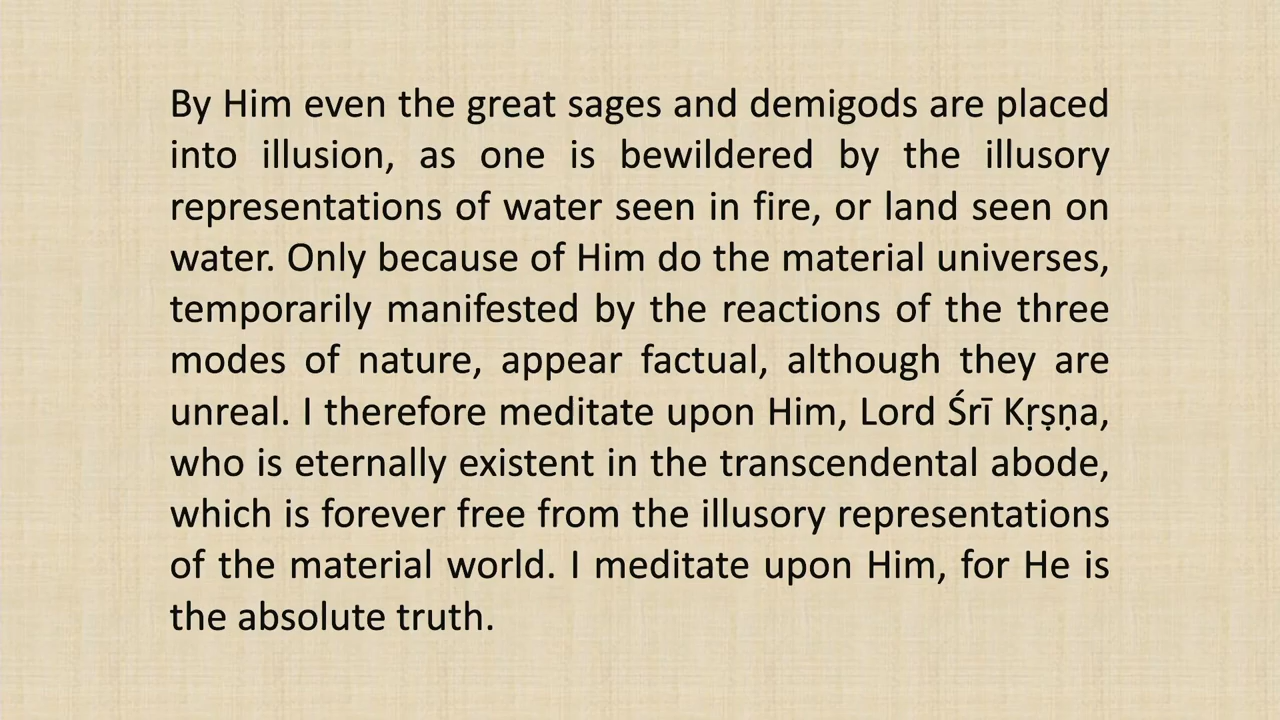 By Him even the great sages and demigods are placed
into illusion, as one is bewildered by the illusory
representations of water seen in fire, or land seen on
water. Only because of Him do the material universes,
temporarily manifested by the reactions of the three
modes of nature, appear factual, although they are
unreal. I therefore meditate upon Him, Lord Śrī Kṛṣṇa,
who is eternally existent in the transcendental abode,
which is forever free from the illusory representations
of the material world. I meditate upon Him, for He is
the absolute truth.